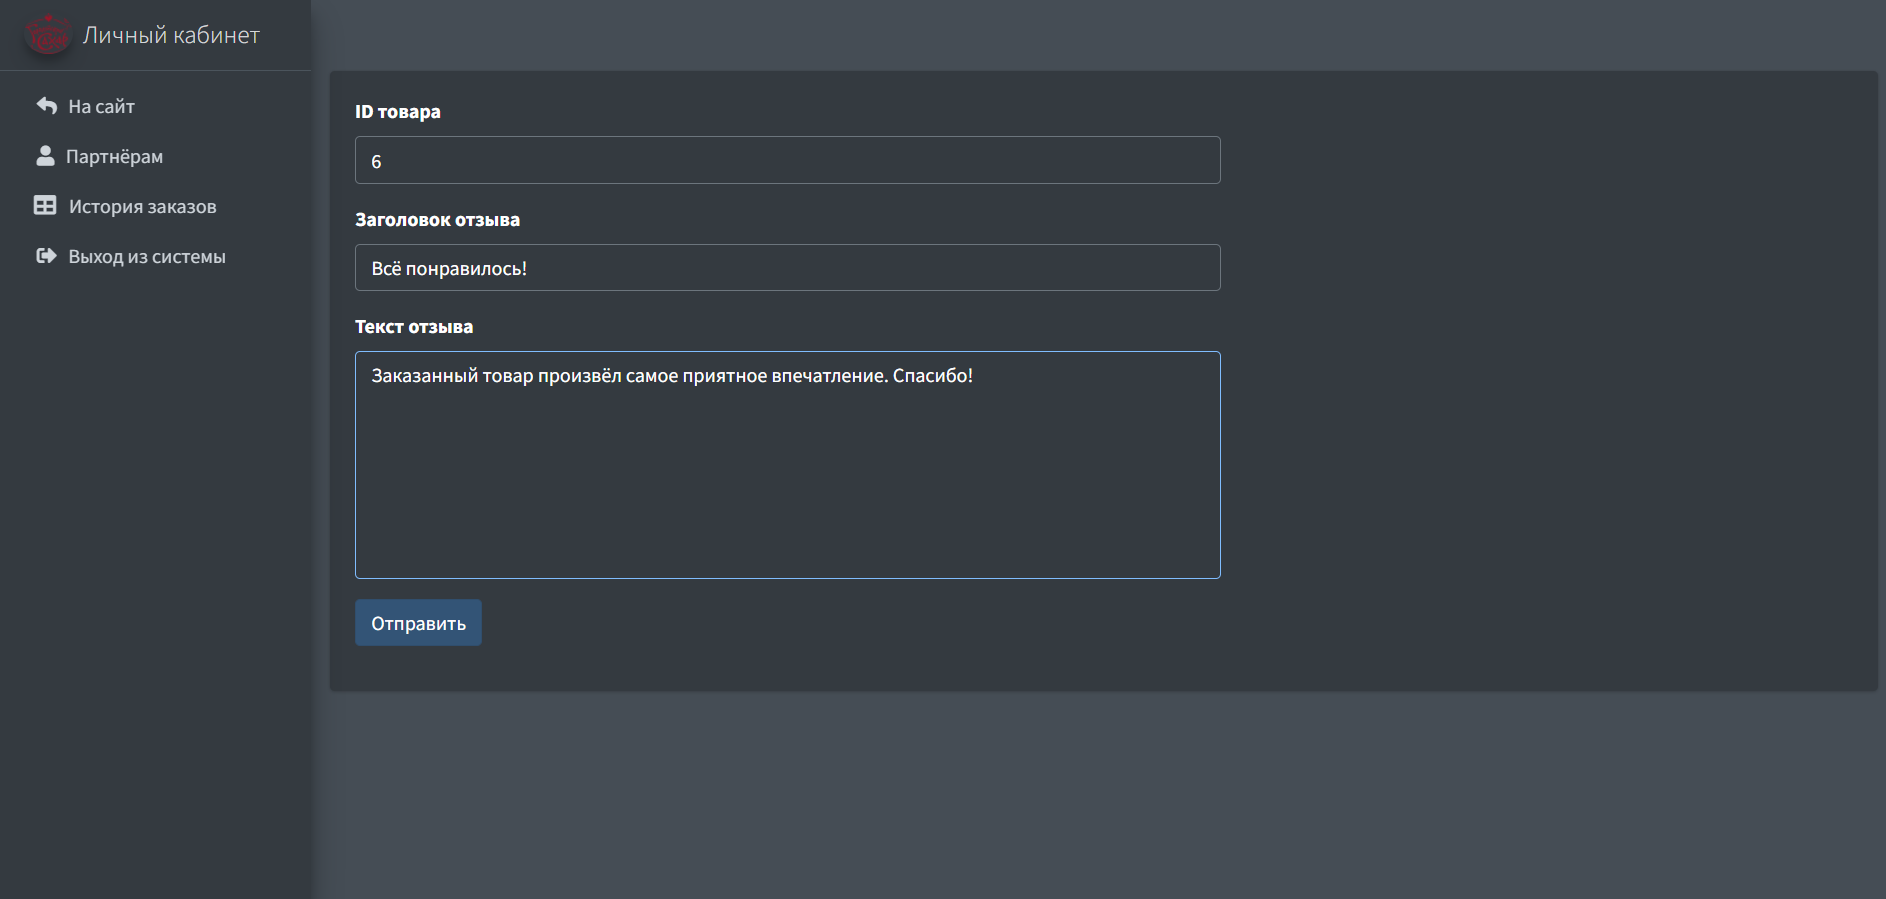 Личный кабинет
На сайт
Партнёрам
История заказов
Выход из системы
ID товара
6
Заголовок отзыва
Всё понравилось!
Текст отзыва
Заказанный товар произвёл самое приятное впечатление. Спасибо!
Отправить